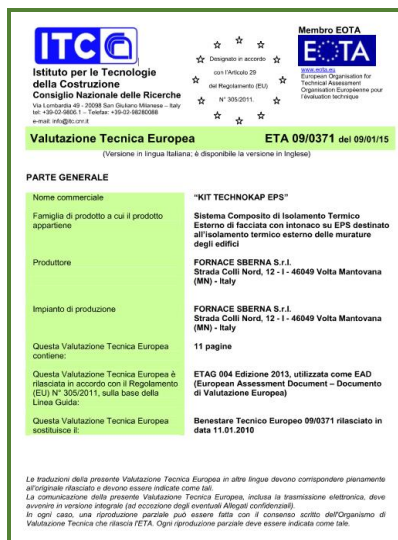 ITC
Istituto per le Tecnologie
della Costruzione
Consiglio Nazionale delle Ricerche
Via Lombardia 49 - 20098 San Giuliano Milanese – Italy
tel: +39-02-9806.1 – Telefax: +39-02-98280088
e-mail: info@itc.cnr.it
Designato in accordo
con l'Articolo 29
del Regolamento (EU)
N° 305/2011.
Membro EOTA
EOTA
www.eota.eu
European Organisation for
Technical Assessment
Organisation Européenne pour
l'évaluation technique
Valutazione Tecnica Europea ETA 09/0371 del 09/01/15
(Versione in lingua Italiana; è disponibile la versione in Inglese)
PARTE GENERALE
Nome commerciale "KIT TECHNOKAP EPS"
Famiglia di prodotto a cui il prodotto Sistema Composito di Isolamento Termico
appartiene Esterno di facciata con intonaco su EPS destinato
all'isolamento termico esterno delle murature
degli edifici
Produttore FORNACE SBERNA S.r.l.
Strada Colli Nord, 12 - I - 46049 Volta Mantovana
(MN) - Italy
Impianto di produzione FORNACE SBERNA S.r.l.
Strada Colli Nord, 12 - I - 46049 Volta Mantovana
(MN) - Italy
Questa Valutazione Tecnica Europea 11 pagine
contiene:
Questa Valutazione Tecnica Europea è ETAG 004 Edizione 2013, utilizzata come EAD
rilasciata in accordo con il Regolamento (European Assessment Document – Documento
(EU) N° 305/2011, sulla base della di Valutazione Europeo)
Linea Guida:
Questa Valutazione Tecnica Europea Benestare Tecnico Europeo 09/0371 rilasciato in
sostituisce il: data 11.01.2010
Le traduzioni della presente Valutazione Tecnica Europea in altre lingue devono corrispondere pienamente
all'originale rilasciato e devono essere indicate come tali.
La comunicazione della presente Valutazione Tecnica Europea, inclusa la trasmissione elettronica, deve
avvenire in versione integrale (ad eccezione degli eventuali Allegati confidenziali).
In ogni caso, una riproduzione parziale può essere fatta con il consenso scritto dell'Organismo di
Valutazione Tecnica che rilascia l'ETA. Ogni riproduzione parziale deve essere indicata come tale.